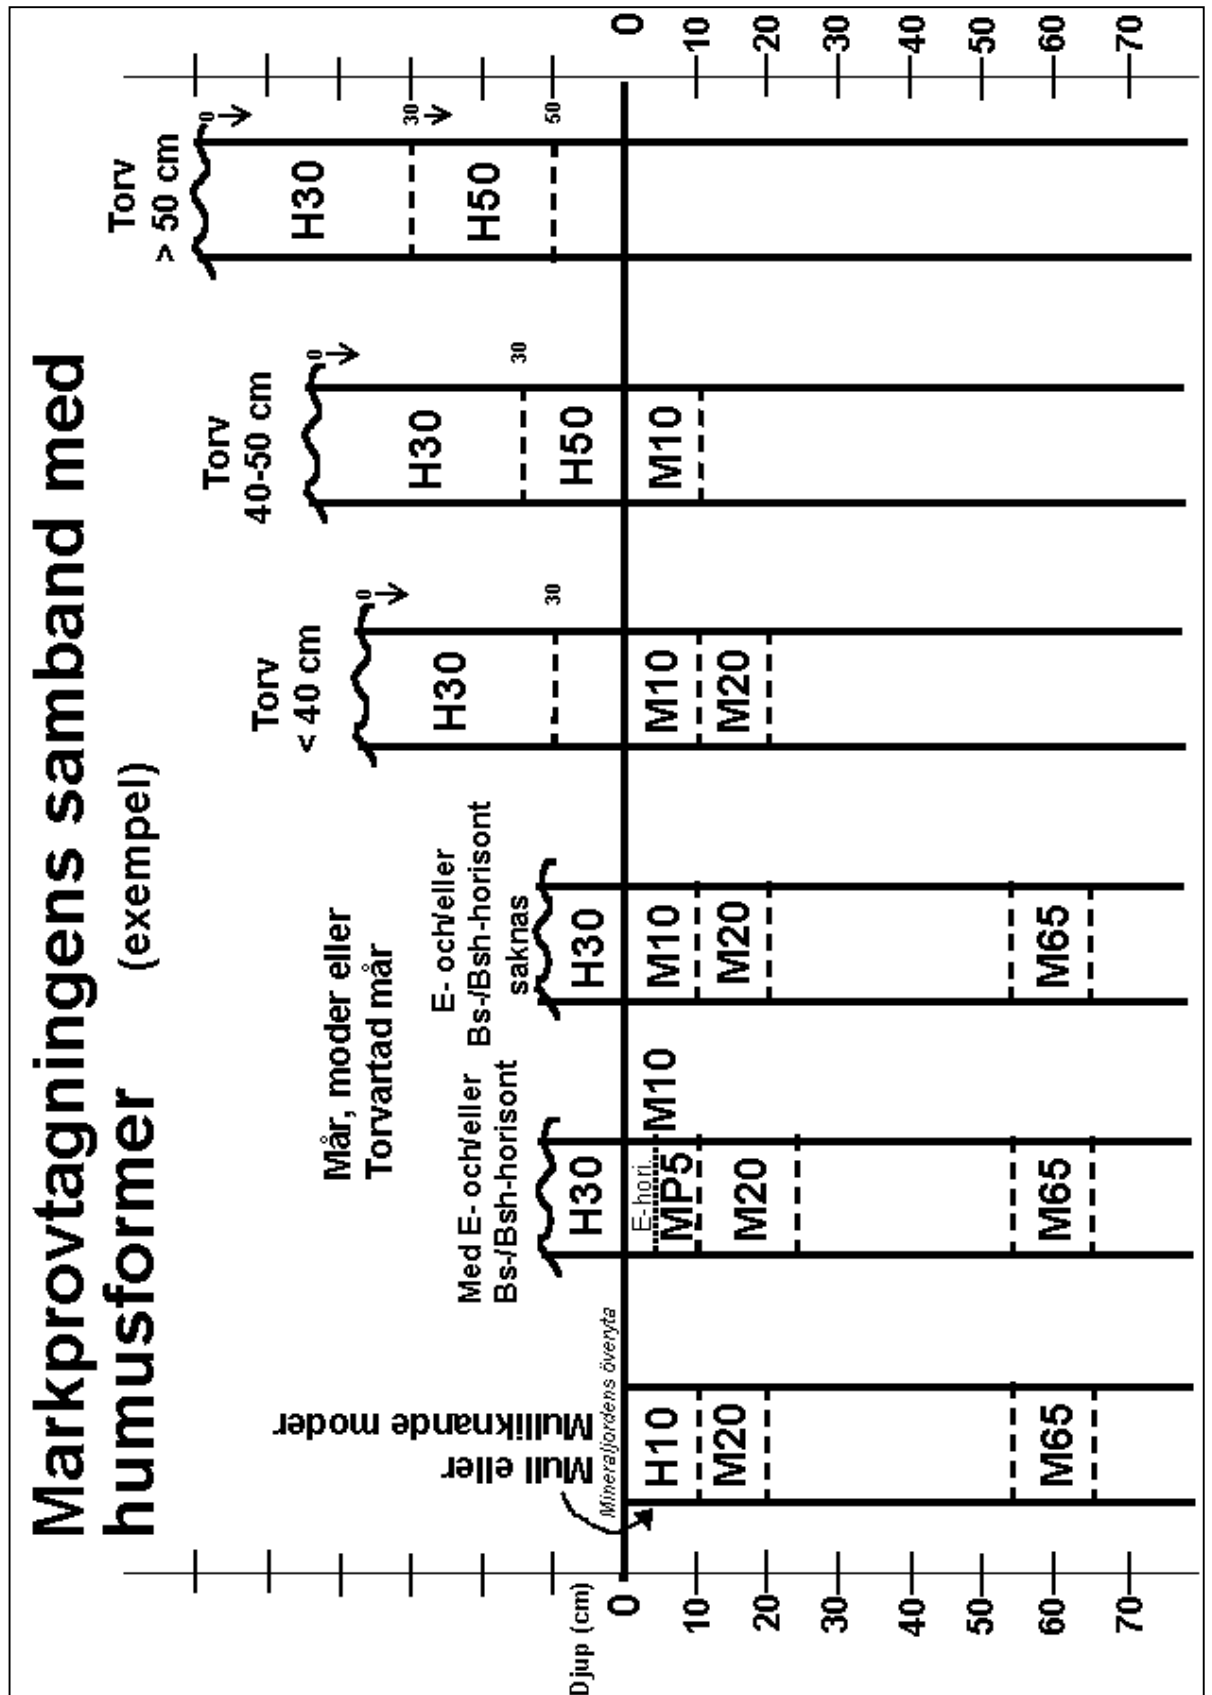 Markprovtagningens samband med
humusformer (exempel)
Torv
> 50 cm
Torv
40-50 cm
Torv
< 40 cm
Mår, moder eller
Torvartad mår
E- och/eller
Bs-/Bsh-horisont
saknas
Med E- och/eller
Bs-/Bsh-horisont
Mull eller
Mulliknande moder
Mineraljordens överyta
Djup (cm)
0
10
20
30
40
50
60
70
H10
M20
M65
H30
E-hori.
MP5
M10
M20
M65
H30
M10
M20
M65
0
H30
30
M10
M20
0
H30
30
H50
M10
0
H30
30
H50
50
0
10
20
30
40
50
60
70